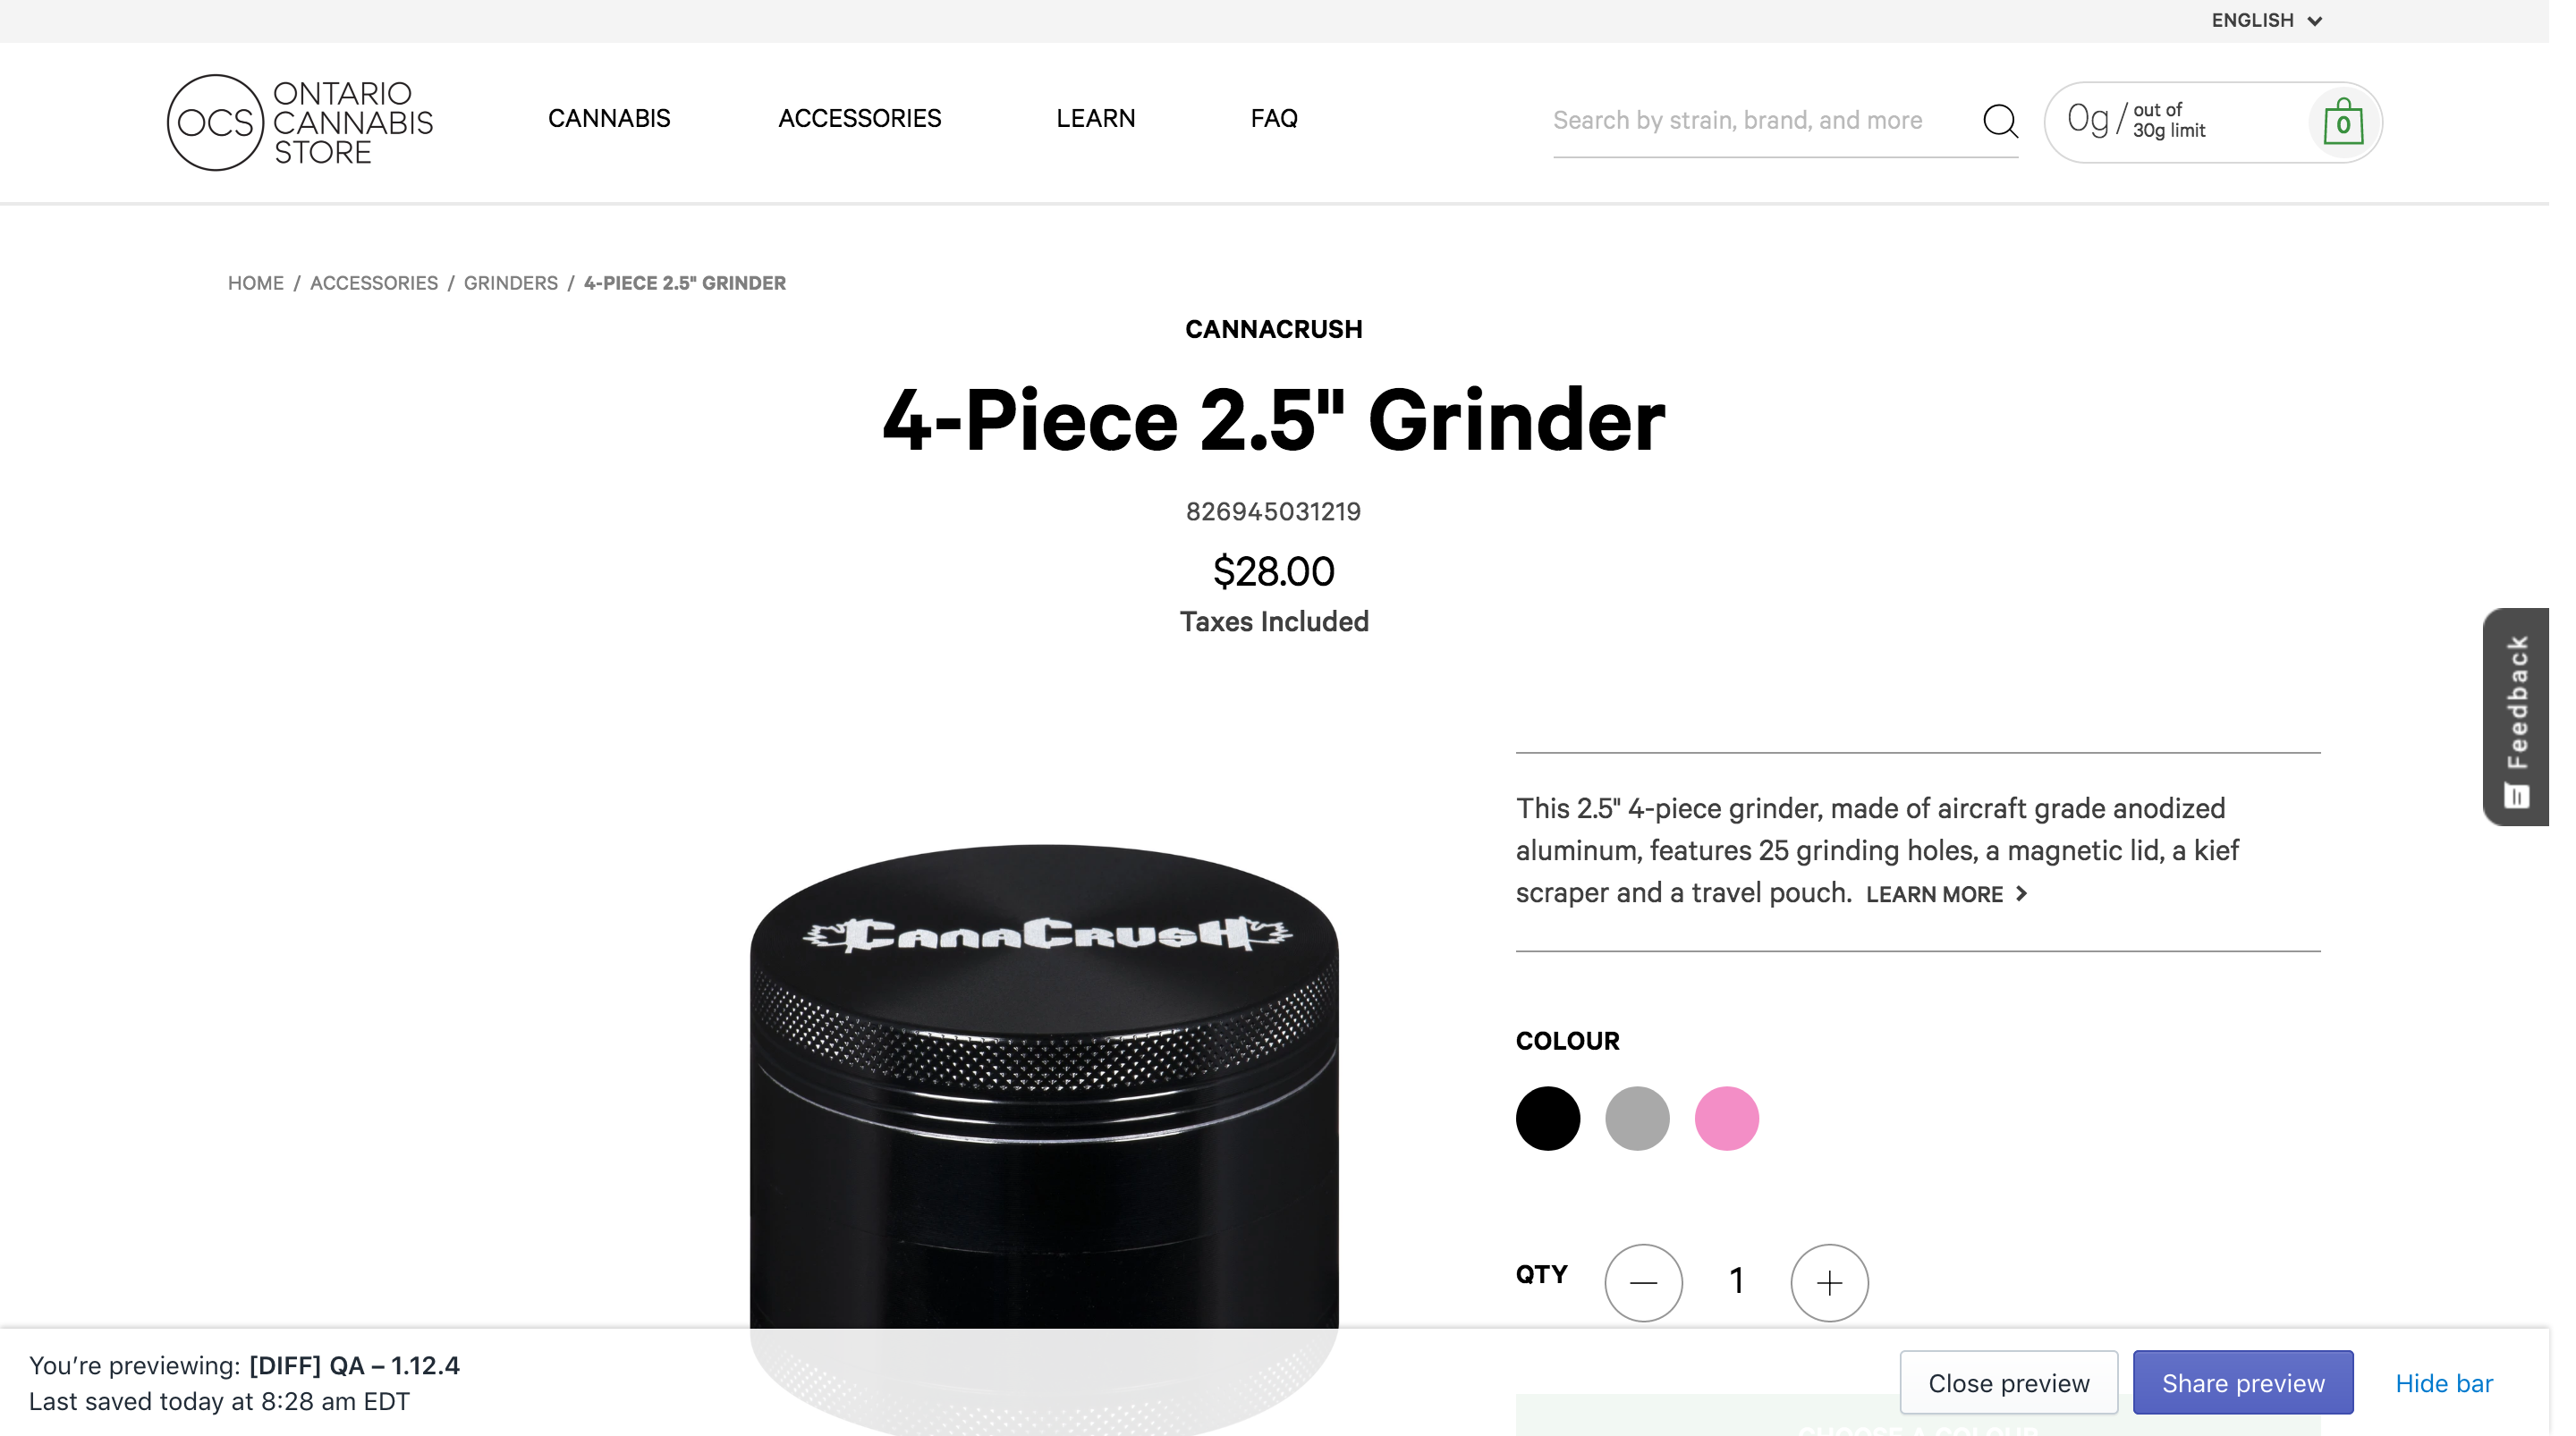 ENGLISH
OCS
ONTARIO
CANNABIS
STORE
CANNABIS
ACCESSORIES
LEARN
FAQ
Search by strain, brand, and more
0g / out of
30g limit
0
HOME / ACCESSORIES / GRINDERS / 4-PIECE 2.5" GRINDER
CANNACRUSH
4-Piece 2.5" Grinder
826945031219
$28.00
Taxes Included
Feedback
This 2.5" 4-piece grinder, made of aircraft grade anodized
aluminum, features 25 grinding holes, a magnetic lid, a kief
scraper and a travel pouch. LEARN MORE
CANACRUSH
COLOUR
QTY
1
You're previewing: [DIFF] QA – 1.12.4
Last saved today at 8:28 am EDT
Close preview
Share preview
Hide bar
CHOOSE A COLOUR